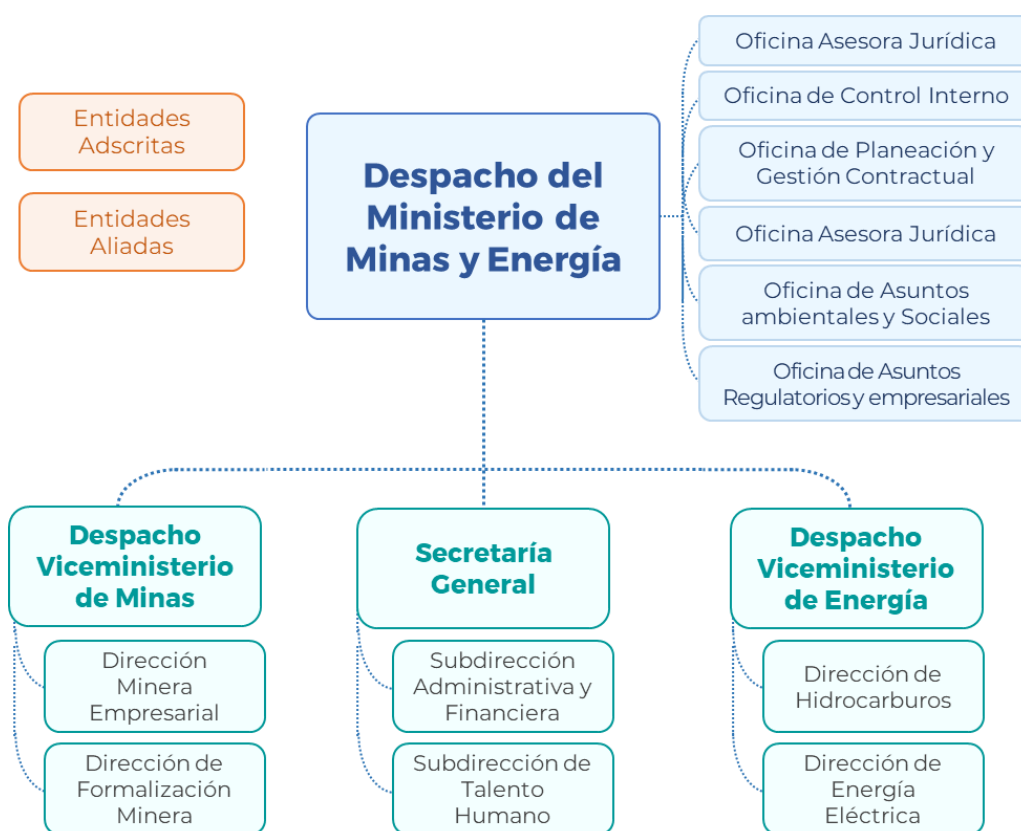 Entidades
Adscritas
Entidades
Aliadas
Despacho del
Ministerio de
Minas y Energía
Oficina Asesora Jurídica
Oficina de Control Interno
Oficina de Planeación y
Gestión Contractual
Oficina Asesora Jurídica
Oficina de Asuntos
ambientales y Sociales
Oficina de Asuntos
Regulatorios y empresariales
Despacho
Viceministerio
de Minas
Dirección
Minera
Empresarial
Dirección de
Formalización
Minera
Secretaría
General
Subdirección
Administrativa y
Financiera
Subdirección de
Talento
Humano
Despacho
Viceministerio
de Energía
Dirección de
Hidrocarburos
Dirección de
Energía
Eléctrica